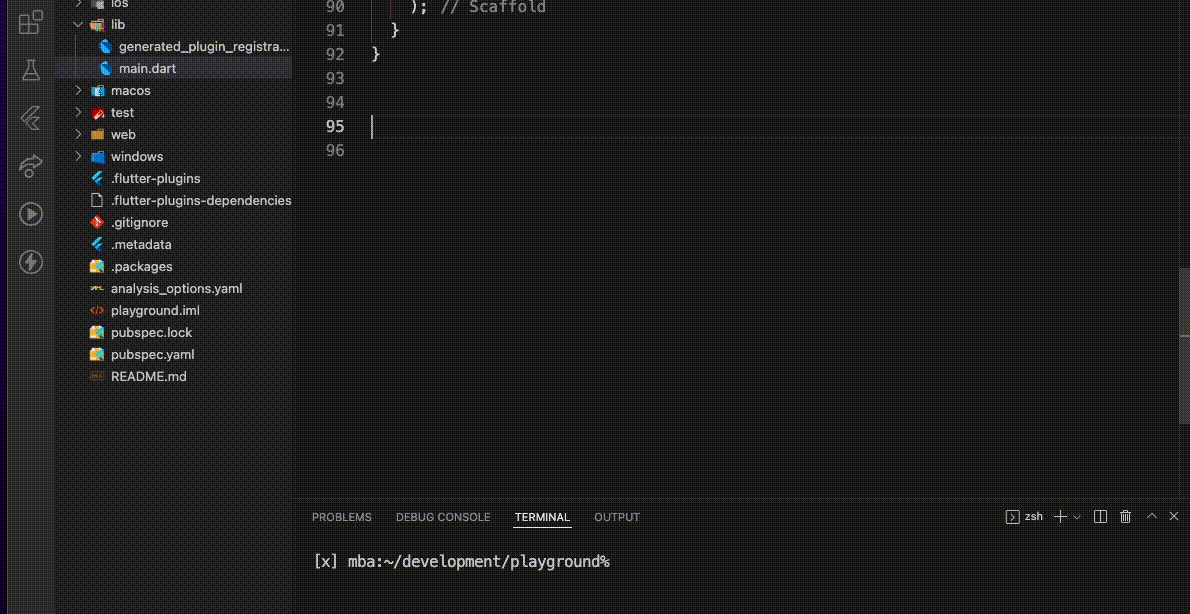 ios
lib
generated_plugin_registra...
main.dart
macos
test
web
windows
.flutter-plugins
.flutter-plugins-dependencies
.gitignore
.metadata
.packages
analysis_options.yaml
playground.iml
pubspec.lock
pubspec.yaml
README.md
90 ); // Scaffold
91 }
92 }
93
94
95
96
PROBLEMS DEBUG CONSOLE TERMINAL OUTPUT zsh
[x] mba:~/development/playground%